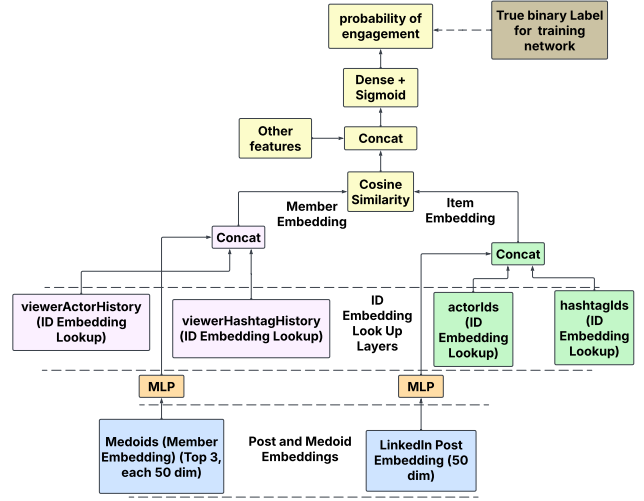 probability of
engagement
True binary Label
for training
network
Dense +
Sigmoid
Other
features
Concat
Cosine
Similarity
Member
Embedding
Item
Embedding
Concat
Concat
viewerActorHistory
(ID Embedding
Lookup)
viewerHashtagHistory
(ID Embedding Lookup)
ID
Embedding
Look Up
Layers
actorIds
(ID
Embedding
Lookup)
hashtagIds
(ID
Embedding
Lookup)
MLP
MLP
Medoids (Member
Embedding) (Top 3,
each 50 dim)
Post and Medoid
Embeddings
LinkedIn Post
Embedding (50
dim)